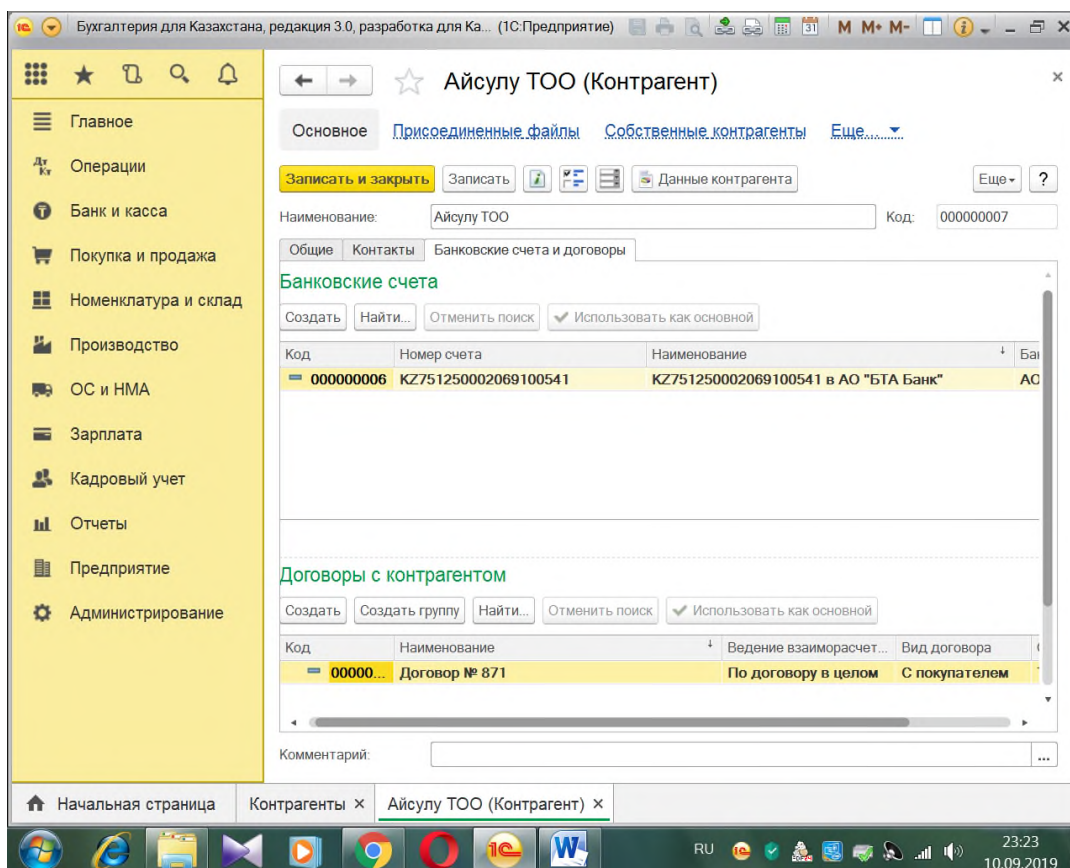 Бухгалтерия для Казахстана, редакция 3.0, разработка для Ка... (1С:Предприятие) 31 M M+ M-
Айсулу ТОО (Контрагент)
Главное
Основное Присоединенные файлы Собственные контрагенты Еще...
Операции
Записать и закрыть Записать Данные контрагента Еще ?
Банк и касса
Наименование: Айсулу ТОО Код: 000000007
Покупка и продажа
Общие Контакты Банковские счета и договоры
Банковские счета
Номенклатура и склад
Создать Найти... Отменить поиск Использовать как основной
Производство
Код Номер счета Наименование Бан
000000006 KZ751250002069100541 KZ751250002069100541 в АО "БТА Банк" АО
ОС и НМА
Зарплата
Кадровый учет
Отчеты
Предприятие
Договоры с контрагентом
Администрирование
Создать Создать группу Найти... Отменить поиск Использовать как основной
Код Наименование Ведение взаиморасчет... Вид договора
00000... Договор № 871 По договору в целом С покупателем
Комментарий: ...
Начальная страница Контрагенты × Айсулу ТОО (Контрагент) ×
RU 23:23
10.09.2019